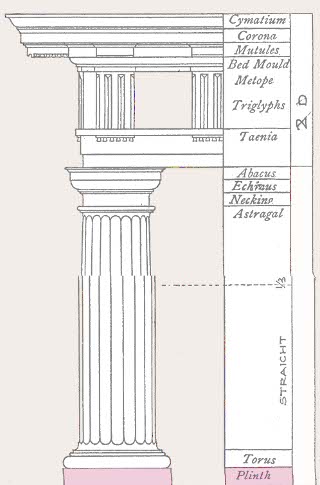 Cymatium
Corona
Mutules
Bed Mould
Metope
Triglyphs
Taenia
2 D
Abacus
Echinus
Necking
Astragal
1/3
STRAIGHT
Torus
Plinth